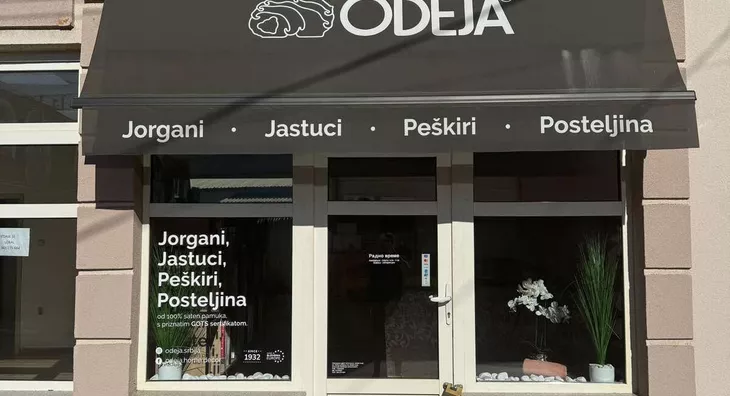 ODEJA
Jorgani • Jastuci • Peškiri • Posteljina
Jorgani,
Jastuci,
Peškiri,
Posteljina
od 100% saten pamuka,
s priznatim GOTS sertifikatom.
odeja.srbija
odeja.home.decor
SINCE
1932
Радно време